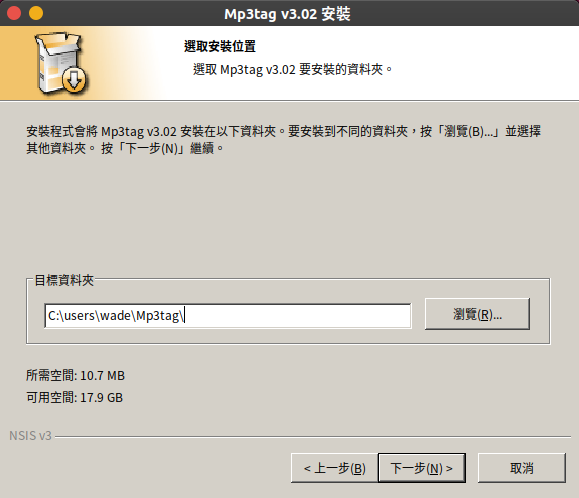 Mp3tag v3.02 安裝
選取安裝位置
選取 Mp3tag v3.02 要安裝的資料夾。
安裝程式會將 Mp3tag v3.02 安裝在以下資料夾。要安裝到不同的資料夾，按「瀏覽(B)...」並選擇
其他資料夾。 按「下一步(N)」繼續。
目標資料夾
C:\users\wade\Mp3tag\
瀏覽(R)...
所需空間: 10.7 MB
可用空間: 17.9 GB
NSIS v3
< 上一步(B)
下一步(N) >
取消